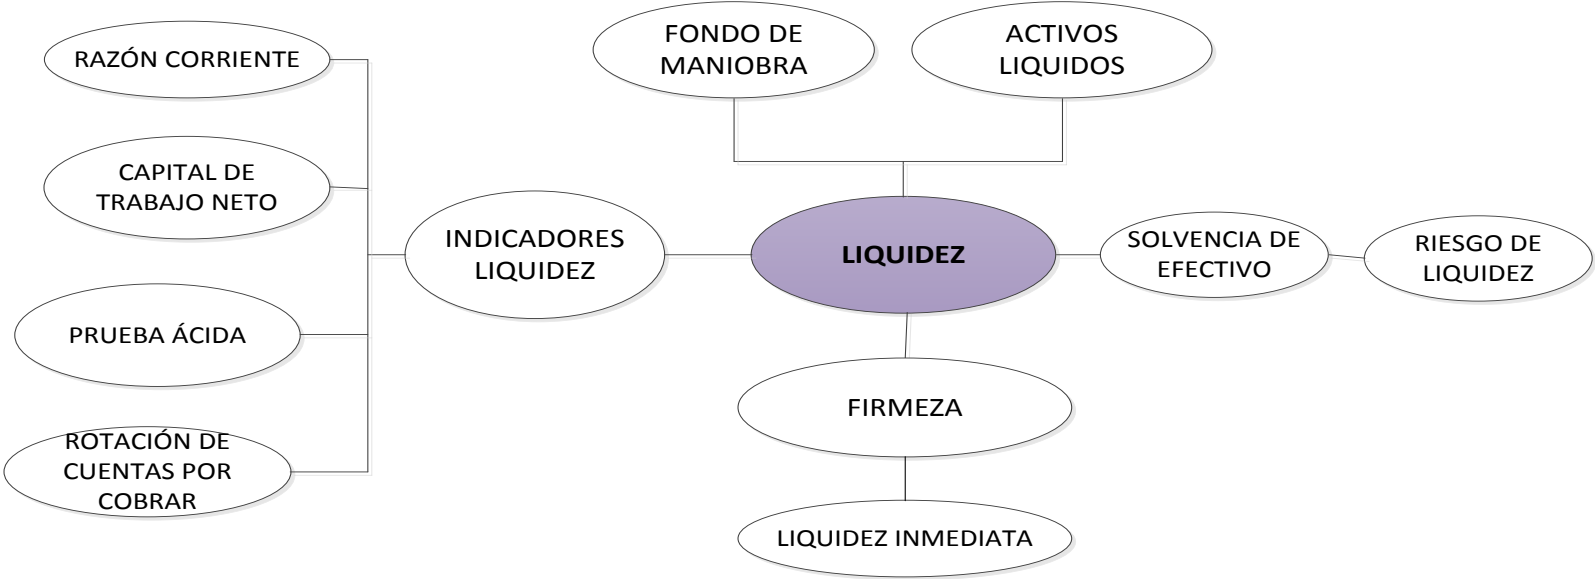 RAZÓN CORRIENTE
CAPITAL DE
TRABAJO NETO
PRUEBA ÁCIDA
ROTACIÓN DE
CUENTAS POR
COBRAR
INDICADORES
LIQUIDEZ
FONDO DE
MANIOBRA
ACTIVOS
LIQUIDOS
LIQUIDEZ
SOLVENCIA DE
EFECTIVO
RIESGO DE
LIQUIDEZ
FIRMEZA
LIQUIDEZ INMEDIATA